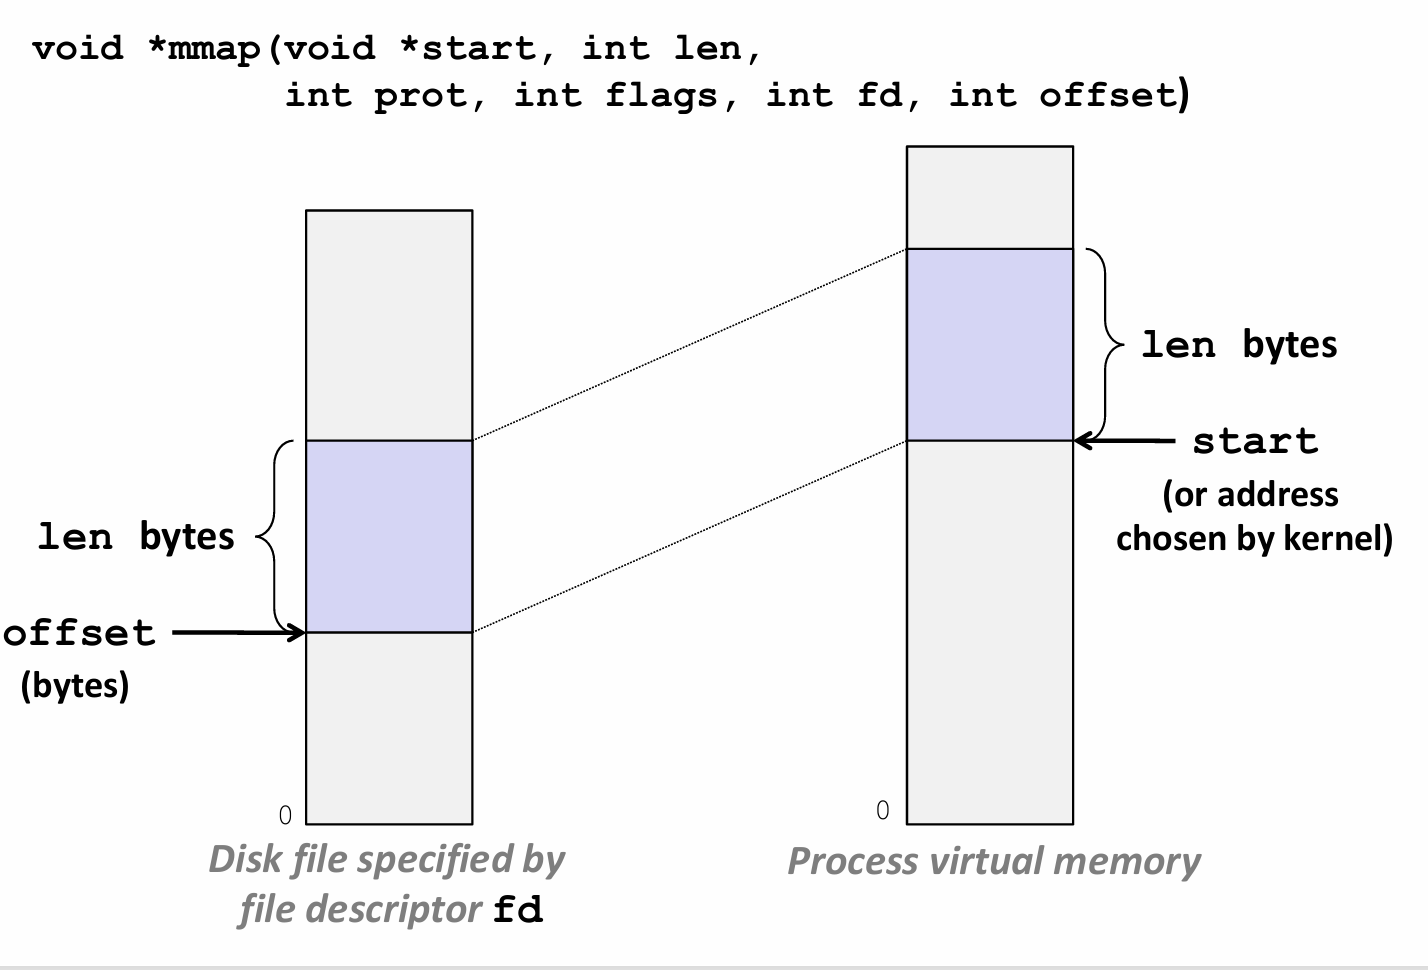 void *mmap(void *start, int len,
int prot, int flags, int fd, int offset)
len bytes
start
(or address
chosen by kernel)
len bytes
offset
(bytes)
0
0
Disk file specified by
file descriptor fd
Process virtual memory